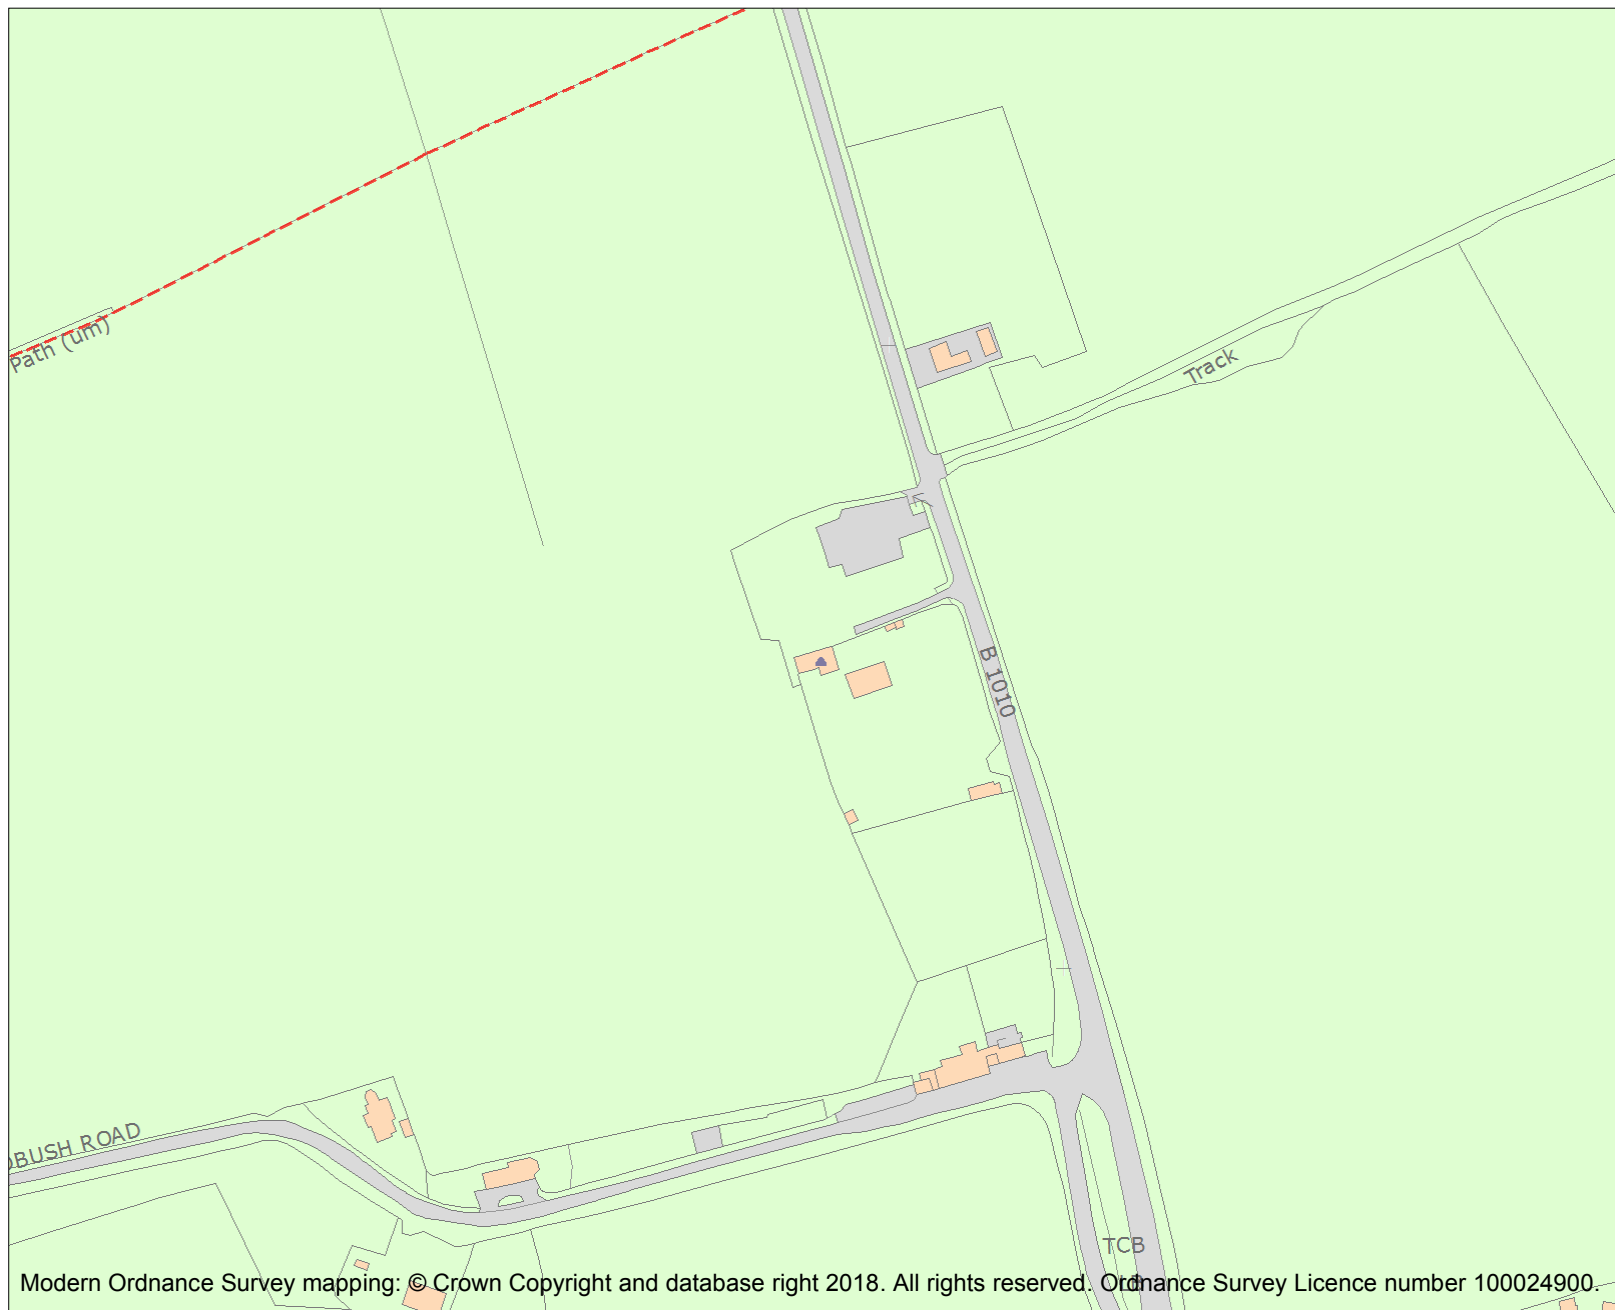 Path (um)
Track
B 1010
BUSH ROAD
TCB
LB
Modern Ordnance Survey mapping: © Crown Copyright and database right 2018. All rights reserved. Ordnance Survey Licence number 100024900.